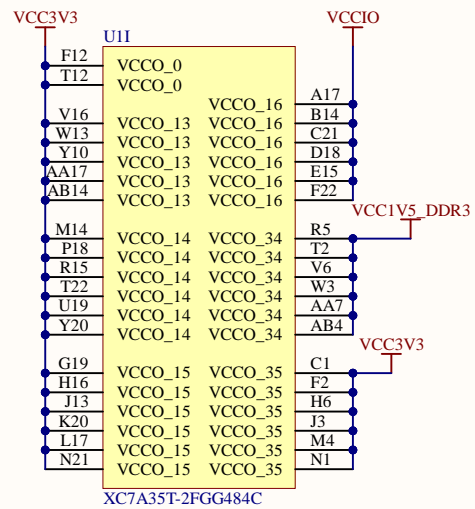 VCC3V3 VCCIO
U1I
F12 VCCO_0
T12 VCCO_0
VCCO_16 A17
V16 VCCO_13 VCCO_16 B14
W13 VCCO_13 VCCO_16 C21
Y10 VCCO_13 VCCO_16 D18
AA17 VCCO_13 VCCO_16 E15
AB14 VCCO_13 VCCO_16 F22
VCC1V5_DDR3
M14 VCCO_14 VCCO_34 R5
P18 VCCO_14 VCCO_34 T2
R15 VCCO_14 VCCO_34 V6
T22 VCCO_14 VCCO_34 W3
U19 VCCO_14 VCCO_34 AA7
Y20 VCCO_14 VCCO_34 AB4
VCC3V3
G19 VCCO_15 VCCO_35 C1
H16 VCCO_15 VCCO_35 F2
J13 VCCO_15 VCCO_35 H6
K20 VCCO_15 VCCO_35 J3
L17 VCCO_15 VCCO_35 M4
N21 VCCO_15 VCCO_35 N1
XC7A35T-2FGG484C